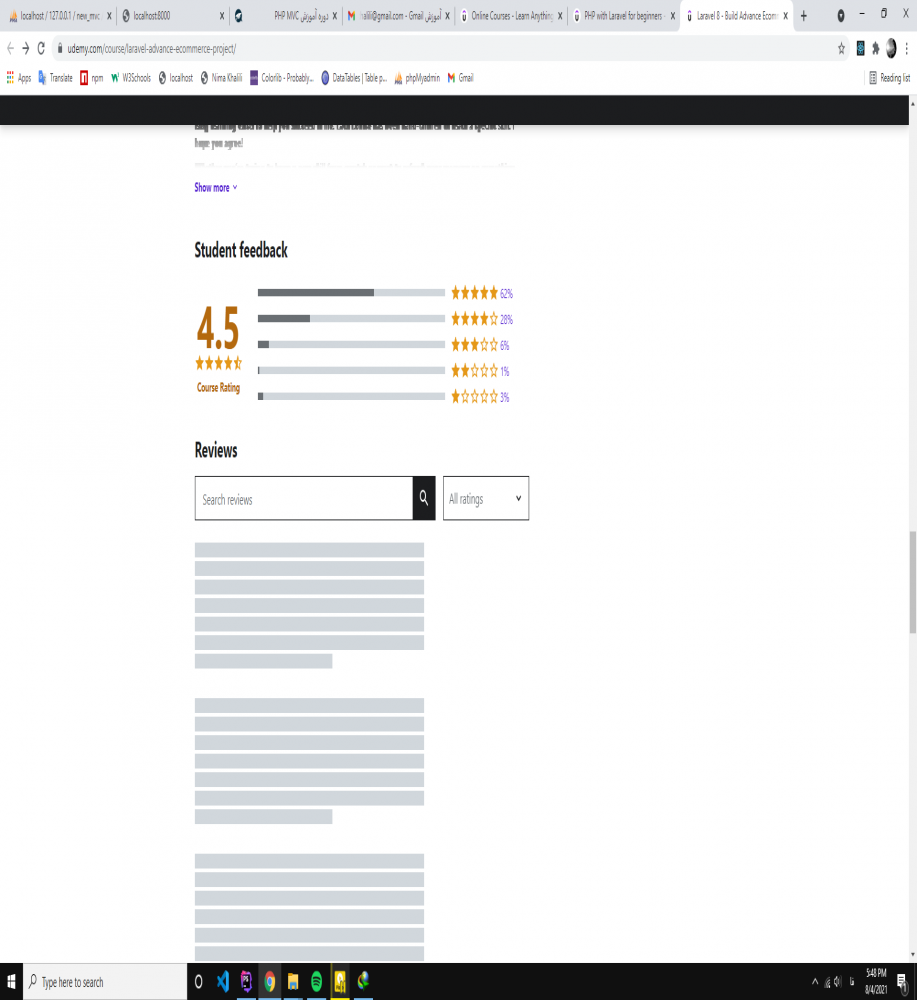 localhost / 127.0.0.1 / new_mvc
localhost:8000
دوره آموزش PHP MVC
halili@gmail.com - Gmail آموزش
Online Courses - Learn Anything
PHP with Laravel for beginners -
Laravel 8 - Build Advance Ecom
udemy.com/course/laravel-advance-ecommerce-project/
Apps Translate npm W3Schools localhost Nima Khalili Colorlib - Probably... DataTables | Table p... phpMyadmin Gmail Reading list
hope you agree!
Show more
Student feedback
4.5
Course Rating
62%
28%
6%
1%
3%
Reviews
Search reviews
All ratings
Type here to search
5:48 PM
8/4/2021